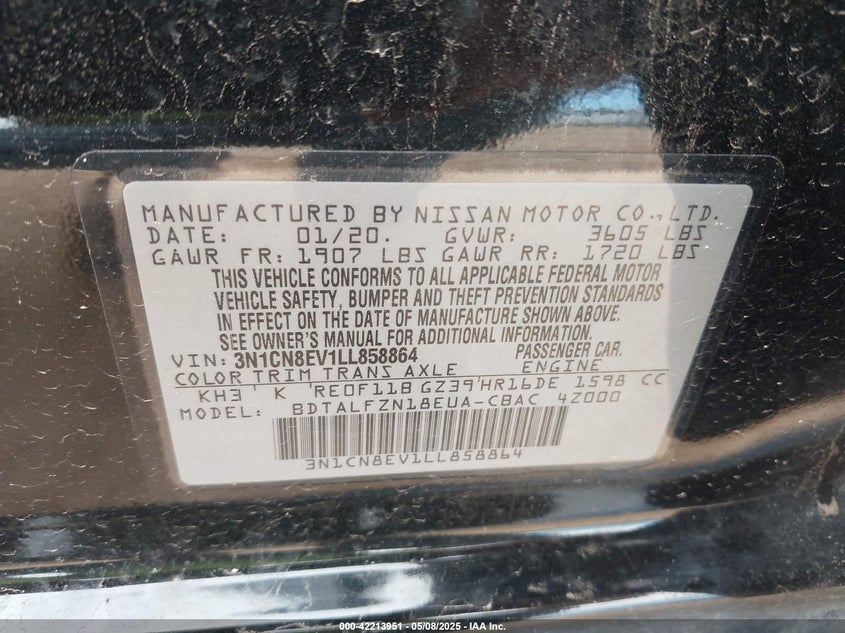 MANUFACTURED BY NISSAN MOTOR CO., LTD.
DATE: 01/20. GVWR: 3605 LBS
GAWR FR: 1907 LBS GAWR RR: 1720 LBS
THIS VEHICLE CONFORMS TO ALL APPLICABLE FEDERAL MOTOR
VEHICLE SAFETY, BUMPER AND THEFT PREVENTION STANDARDS
IN EFFECT ON THE DATE OF MANUFACTURE SHOWN ABOVE.
SEE OWNER'S MANUAL FOR ADDITIONAL INFORMATION.
VIN: 3N1CN8EV1LL858864 PASSENGER CAR.
COLOR TRIM TRANS AXLE ENGINE
KH3 K RE0F11B GZ39 HR16DE 1598 CC
MODEL: BDTALFZN18EUA-CBAC 4Z000
3N1CN8EV1LL858864
000-42213951 - 05/08/2025 - IAA Inc.